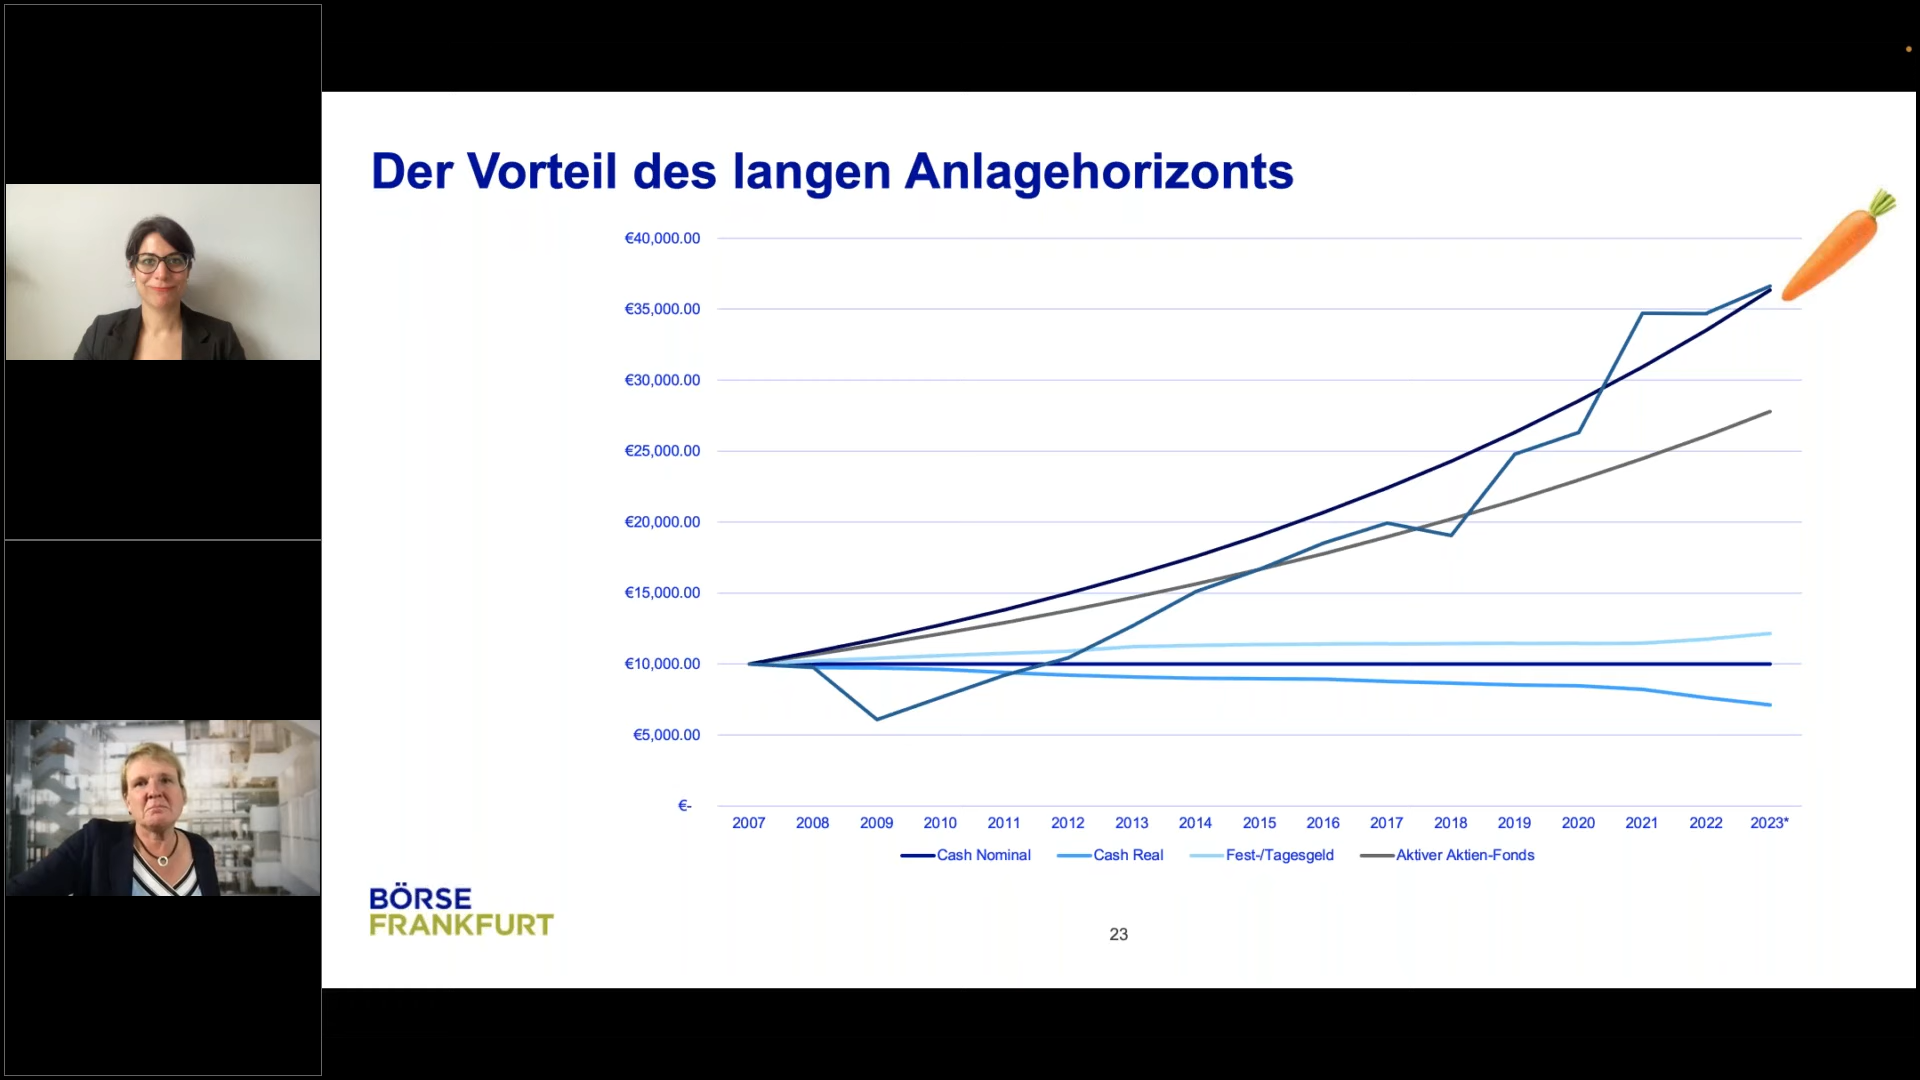 Der Vorteil des langen Anlagehorizonts
€40,000.00
€35,000.00
€30,000.00
€25,000.00
€20,000.00
€15,000.00
€10,000.00
€5,000.00
€-
2007 2008 2009 2010 2011 2012 2013 2014 2015 2016 2017 2018 2019 2020 2021 2022 2023*
Cash Nominal Cash Real Fest-/Tagesgeld Aktiver Aktien-Fonds
BÖRSE
FRANKFURT
23